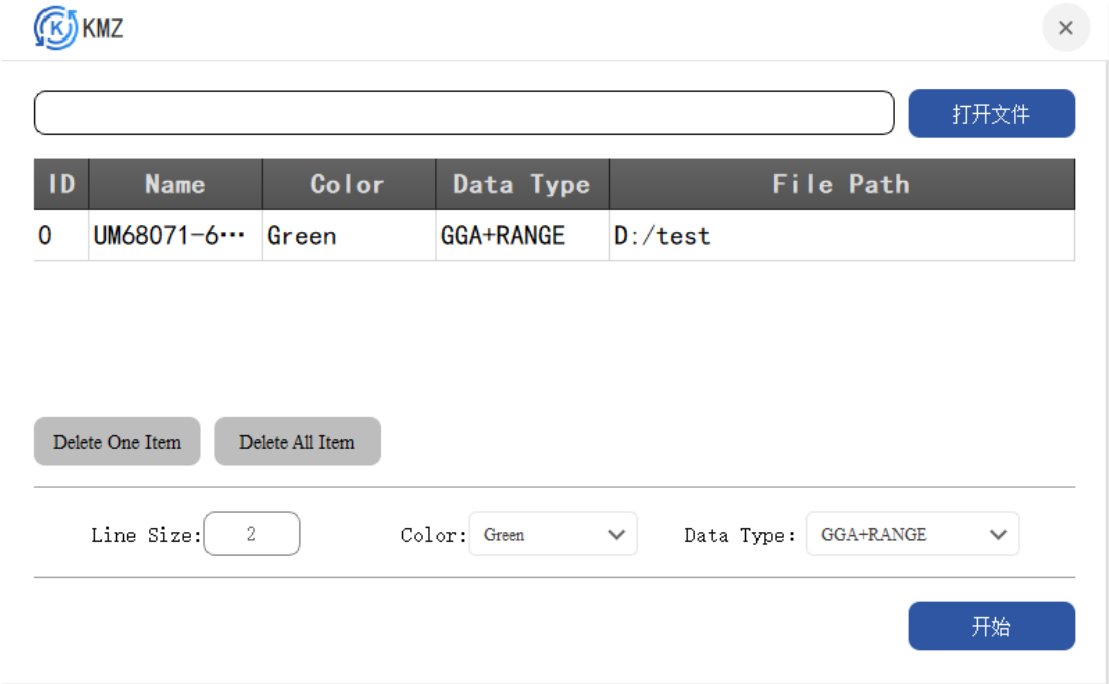 KMZ
打开文件
ID Name Color Data Type File Path
0 UM68071-6··· Green GGA+RANGE D:/test
Delete One Item Delete All Item
Line Size: 2 Color: Green Data Type: GGA+RANGE
开始